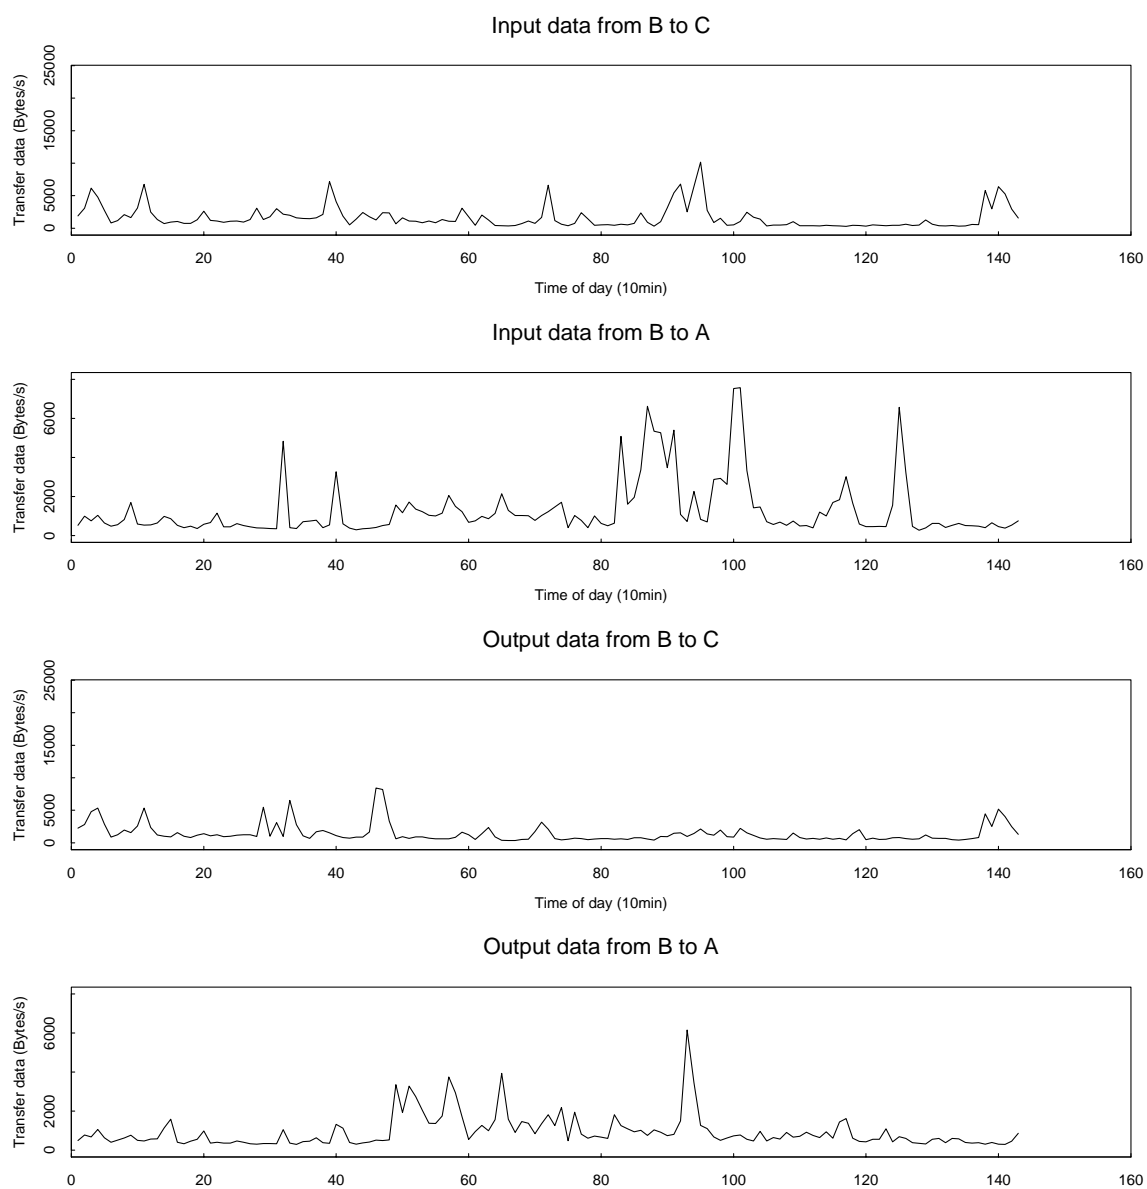 Input data from B to C
Transfer data (Bytes/s)
0 5000 15000 25000
0 20 40 60 80 100 120 140 160
Time of day (10min)
Input data from B to A
Transfer data (Bytes/s)
0 2000 6000
0 20 40 60 80 100 120 140 160
Time of day (10min)
Output data from B to C
Transfer data (Bytes/s)
0 5000 15000 25000
0 20 40 60 80 100 120 140 160
Time of day (10min)
Output data from B to A
Transfer data (Bytes/s)
0 2000 6000
0 20 40 60 80 100 120 140 160